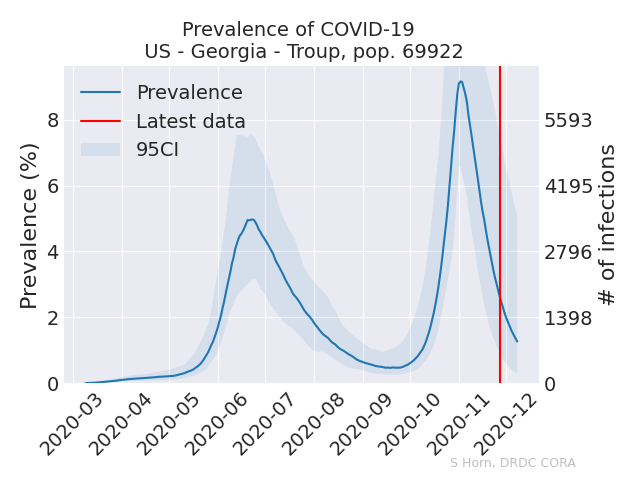 Prevalence of COVID-19
US - Georgia - Troup, pop. 69922
Prevalence
Latest data
95CI
Prevalence (%)
8
6
4
2
0
5593
4195
2796
1398
0
# of infections
2020-03
2020-04
2020-05
2020-06
2020-07
2020-08
2020-09
2020-10
2020-11
2020-12
S Horn, DRDC CORA